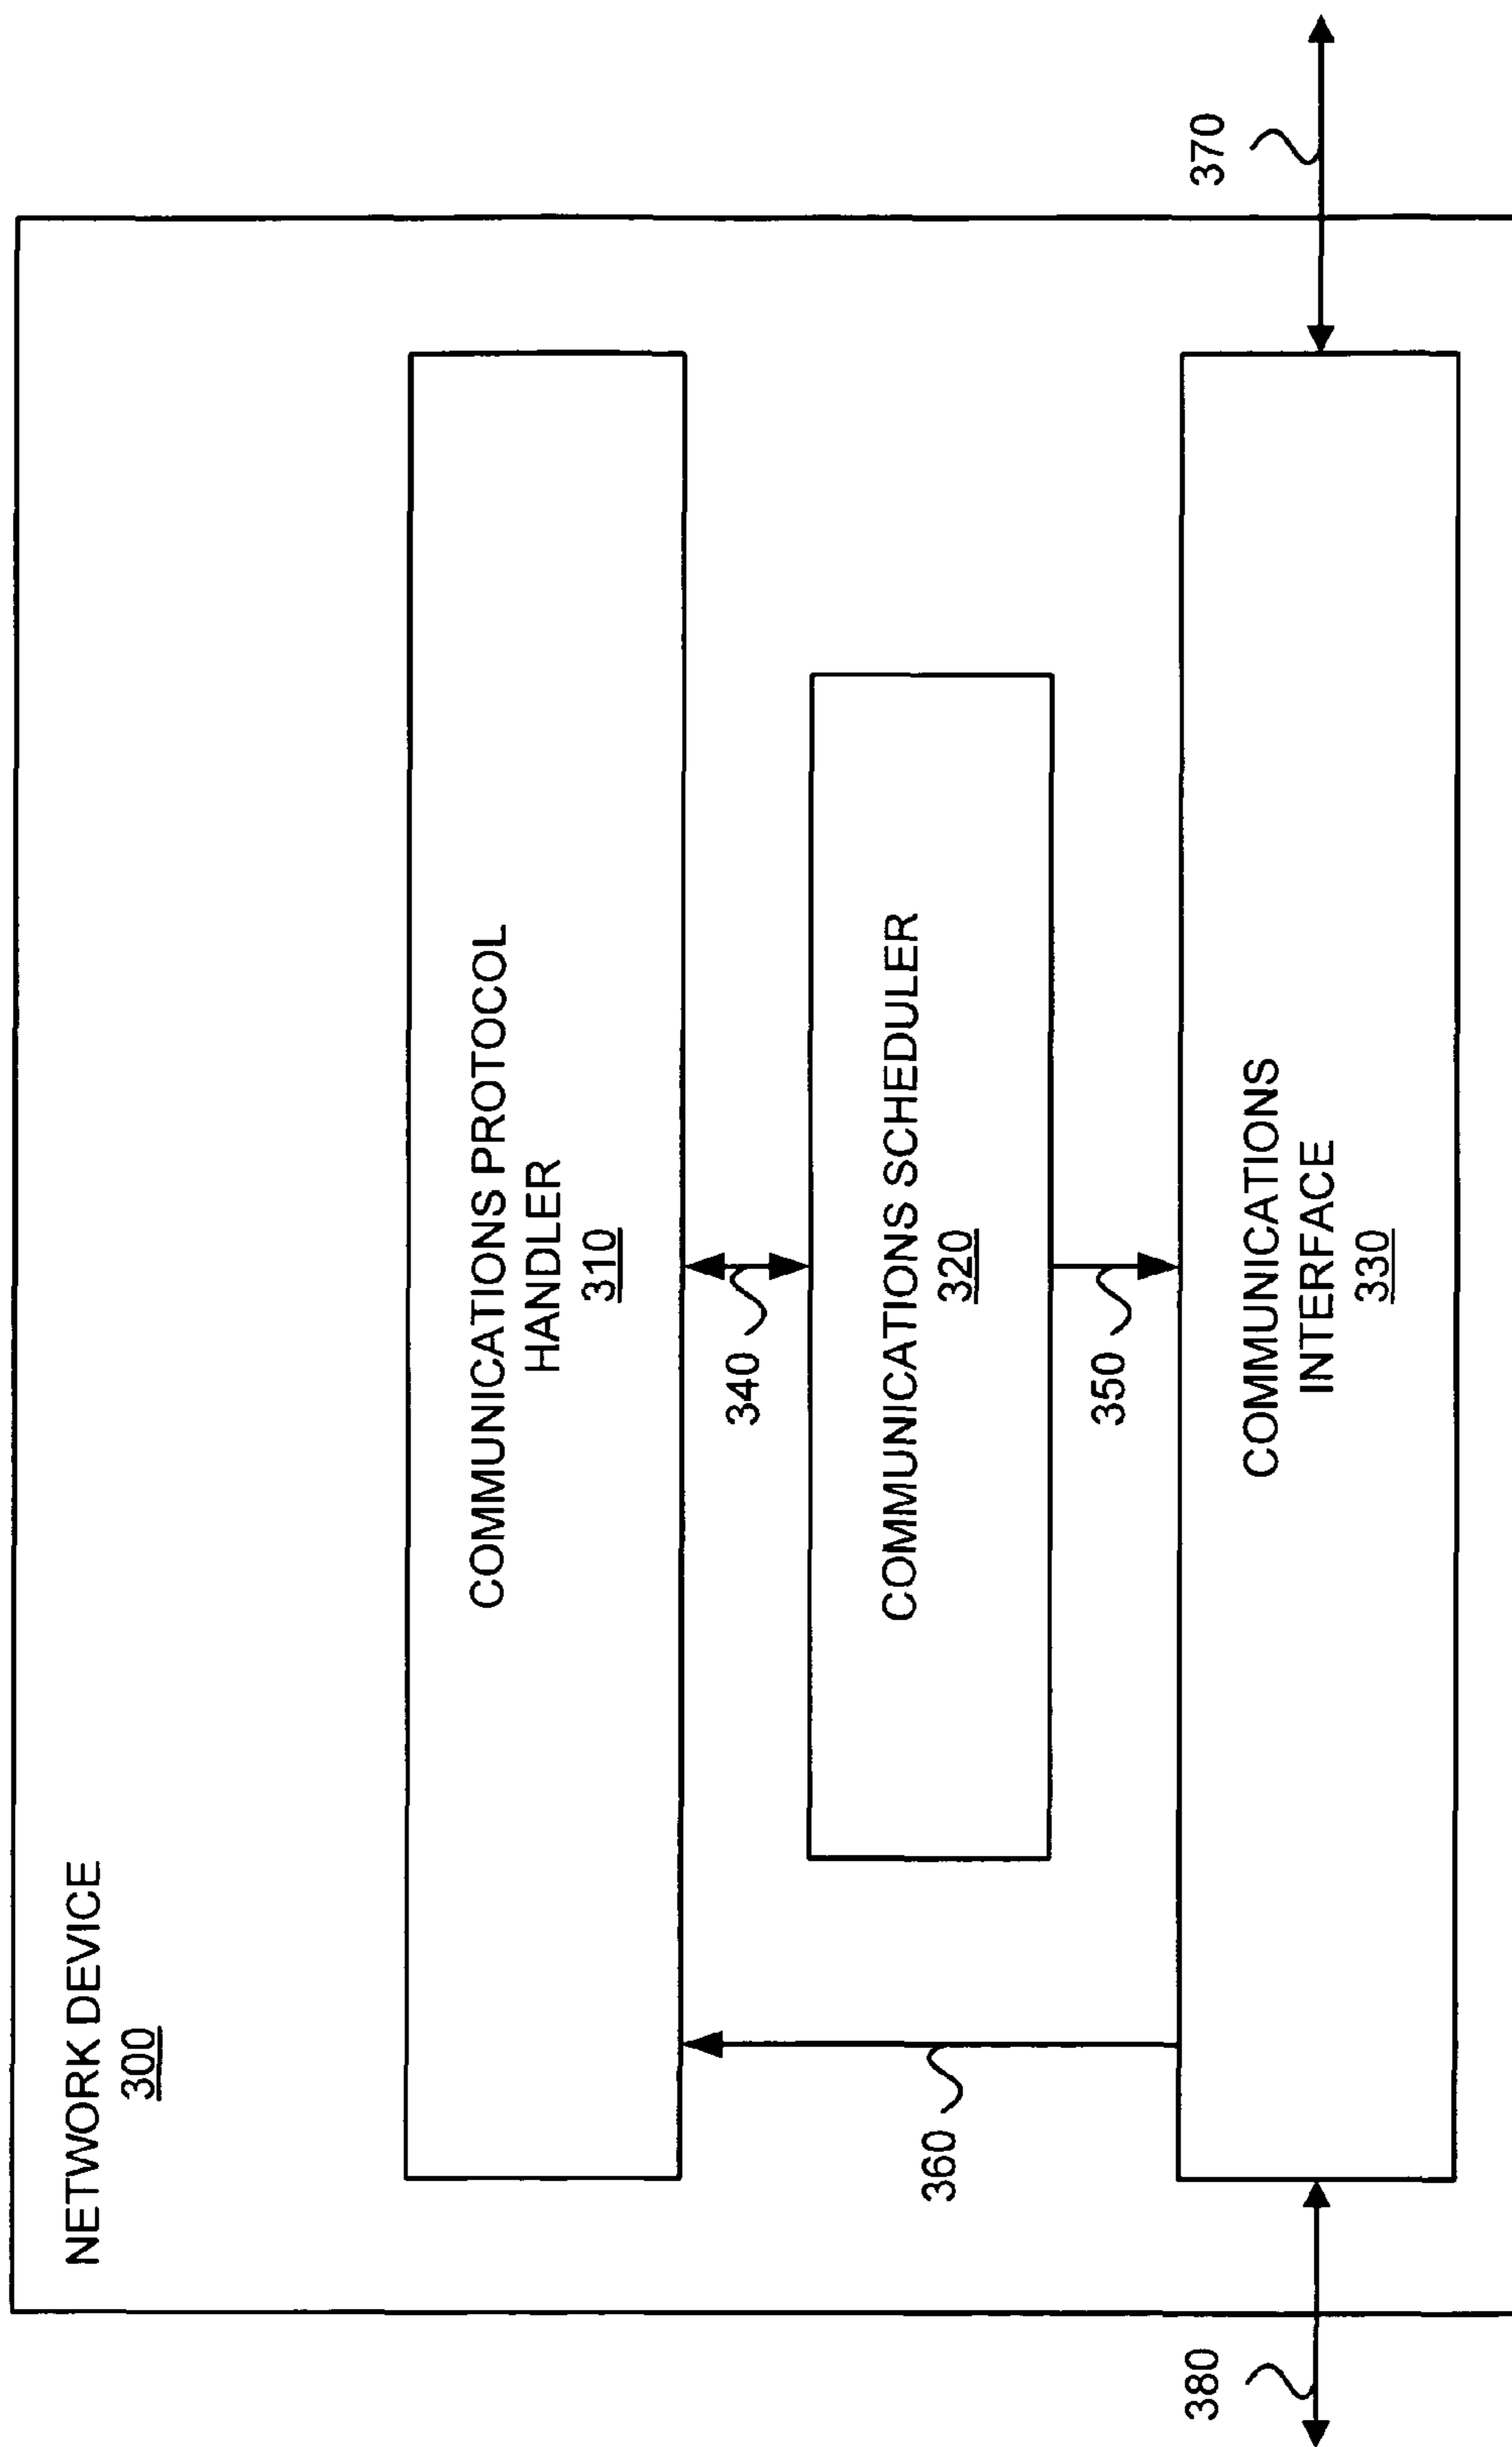 NETWORK DEVICE
300
COMMUNICATIONS PROTOCOL
HANDLER
310
340
COMMUNICATIONS SCHEDULER
320
360
350
COMMUNICATIONS
INTERFACE
330
380
370